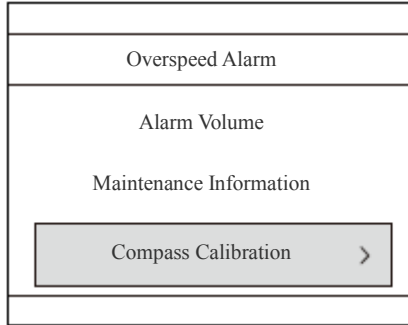 Overspeed Alarm
Alarm Volume
Maintenance Information
Compass Calibration